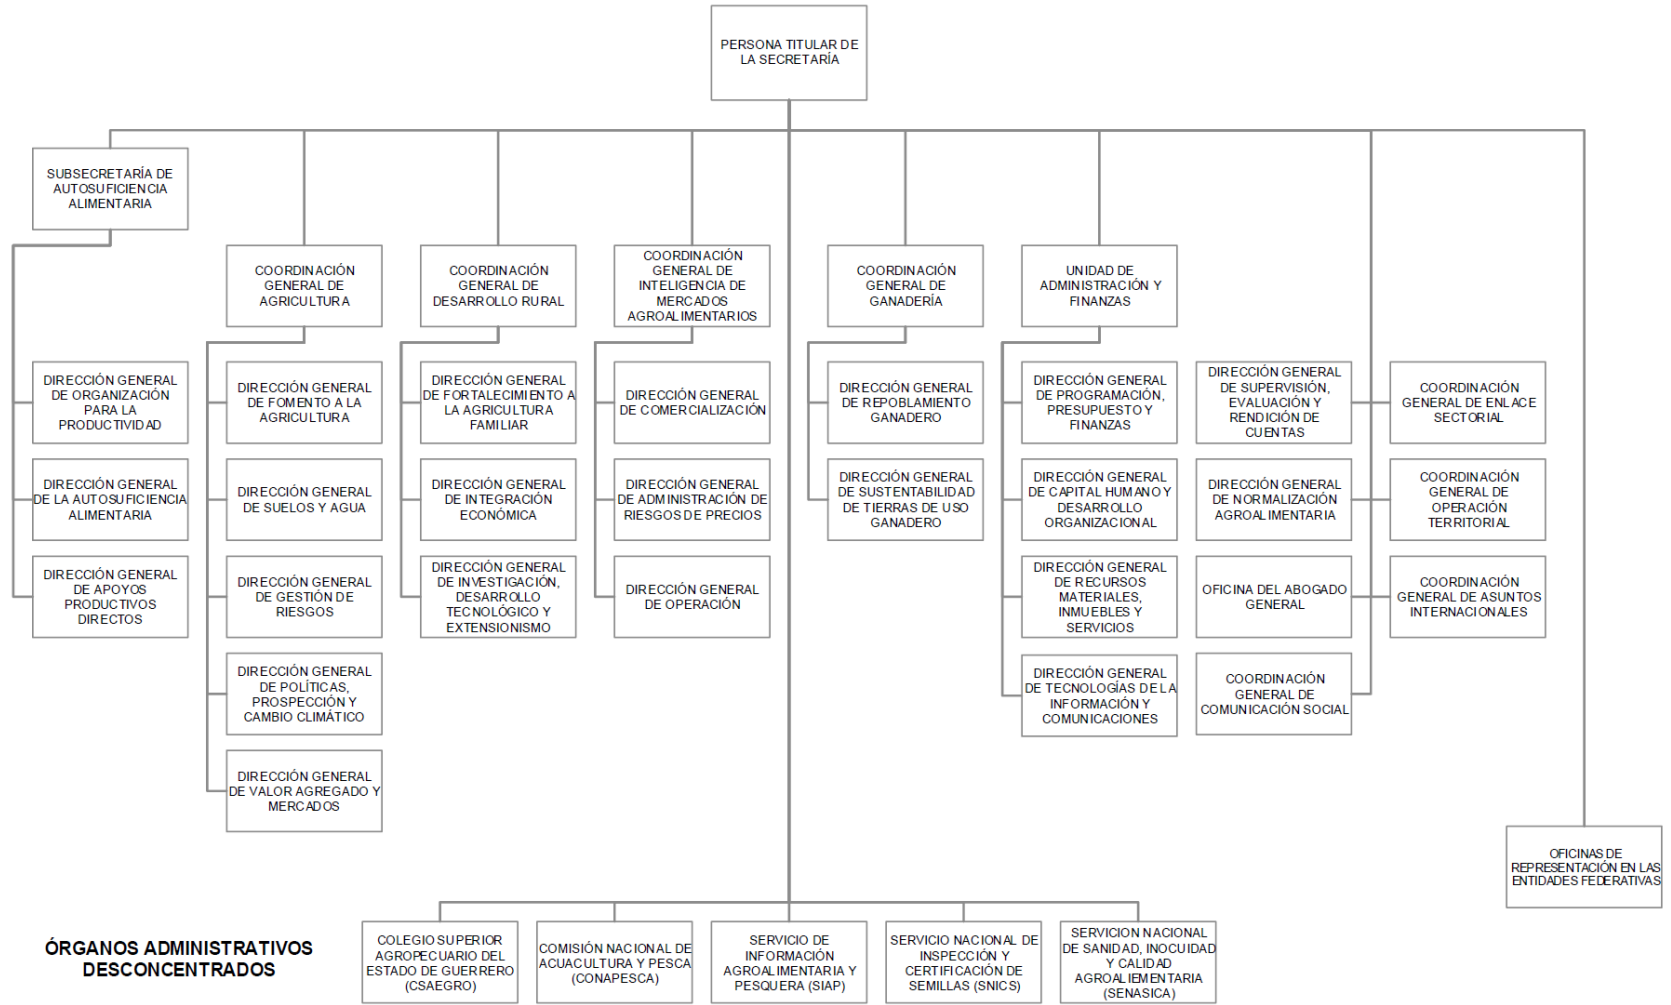 PERSONA TITULAR DE
LA SECRETARÍA
SUBSECRETARÍA DE
AUTOSUFICIENCIA
ALIMENTARIA
COORDINACIÓN
GENERAL DE
AGRICULTURA
COORDINACIÓN
GENERAL DE
DESARROLLO RURAL
COORDINACIÓN
GENERAL DE
INTELIGENCIA DE
MERCADOS
AGROALIMENTARIOS
COORDINACIÓN
GENERAL DE
GANADERÍA
UNIDAD DE
ADMINISTRACIÓN Y
FINANZAS
DIRECCIÓN GENERAL
DE ORGANIZACIÓN
PARA LA
PRODUCTIVIDAD
DIRECCIÓN GENERAL
DE FOMENTO A LA
AGRICULTURA
DIRECCIÓN GENERAL
DE FORTALECIMIENTO A
LA AGRICULTURA
FAMILIAR
DIRECCIÓN GENERAL
DE COMERCIALIZACIÓN
DIRECCIÓN GENERAL
DE REPOBLAMIENTO
GANADERO
DIRECCIÓN GENERAL
DE PROGRAMACIÓN,
PRESUPUESTO Y
FINANZAS
DIRECCIÓN GENERAL
DE SUPERVISIÓN,
EVALUACIÓN Y
RENDICIÓN DE
CUENTAS
COORDINACIÓN
GENERAL DE ENLACE
SECTORIAL
DIRECCIÓN GENERAL
DE LA AUTOSUFICIENCIA
ALIMENTARIA
DIRECCIÓN GENERAL
DE SUELOS Y AGUA
DIRECCIÓN GENERAL
DE INTEGRACIÓN
ECONÓMICA
DIRECCIÓN GENERAL
DE ADMINISTRACIÓN DE
RIESGOS DE PRECIOS
DIRECCIÓN GENERAL
DE SUSTENTABILIDAD
DE TIERRAS DE USO
GANADERO
DIRECCIÓN GENERAL
DE CAPITAL HUMANO Y
DESARROLLO
ORGANIZACIONAL
DIRECCIÓN GENERAL
DE NORMALIZACIÓN
AGROALIMENTARIA
COORDINACIÓN
GENERAL DE
OPERACIÓN
TERRITORIAL
DIRECCIÓN GENERAL
DE APOYOS
PRODUCTIVOS
DIRECTOS
DIRECCIÓN GENERAL
DE GESTIÓN DE
RIESGOS
DIRECCIÓN GENERAL
DE INVESTIGACIÓN,
DESARROLLO
TECNOLÓGICO Y
EXTENSIONISMO
DIRECCIÓN GENERAL
DE OPERACIÓN
DIRECCIÓN GENERAL
DE RECURSOS
MATERIALES,
INMUEBLES Y
SERVICIOS
OFICINA DEL ABOGADO
GENERAL
COORDINACIÓN
GENERAL DE ASUNTOS
INTERNACIONALES
DIRECCIÓN GENERAL
DE POLÍTICAS,
PROSPECCIÓN Y
CAMBIO CLIMÁTICO
DIRECCIÓN GENERAL
DE TECNOLOGÍAS DE LA
INFORMACIÓN Y
COMUNICACIONES
COORDINACIÓN
GENERAL DE
COMUNICACIÓN SOCIAL
DIRECCIÓN GENERAL
DE VALOR AGREGADO Y
MERCADOS
OFICINAS DE
REPRESENTACIÓN EN LAS
ENTIDADES FEDERATIVAS
ÓRGANOS ADMINISTRATIVOS
DESCONCENTRADOS
COLEGIO SUPERIOR
AGROPECUARIO DEL
ESTADO DE GUERRERO
(CSAEGRO)
COMISIÓN NACIONAL DE
ACUACULTURA Y PESCA
(CONAPESCA)
SERVICIO DE
INFORMACIÓN
AGROALIMENTARIA Y
PESQUERA (SIAP)
SERVICIO NACIONAL DE
INSPECCIÓN Y
CERTIFICACIÓN DE
SEMILLAS (SNICS)
SERVICION NACIONAL
DE SANIDAD, INOCUIDAD
Y CALIDAD
AGROALIEMENTARIA
(SENASICA)